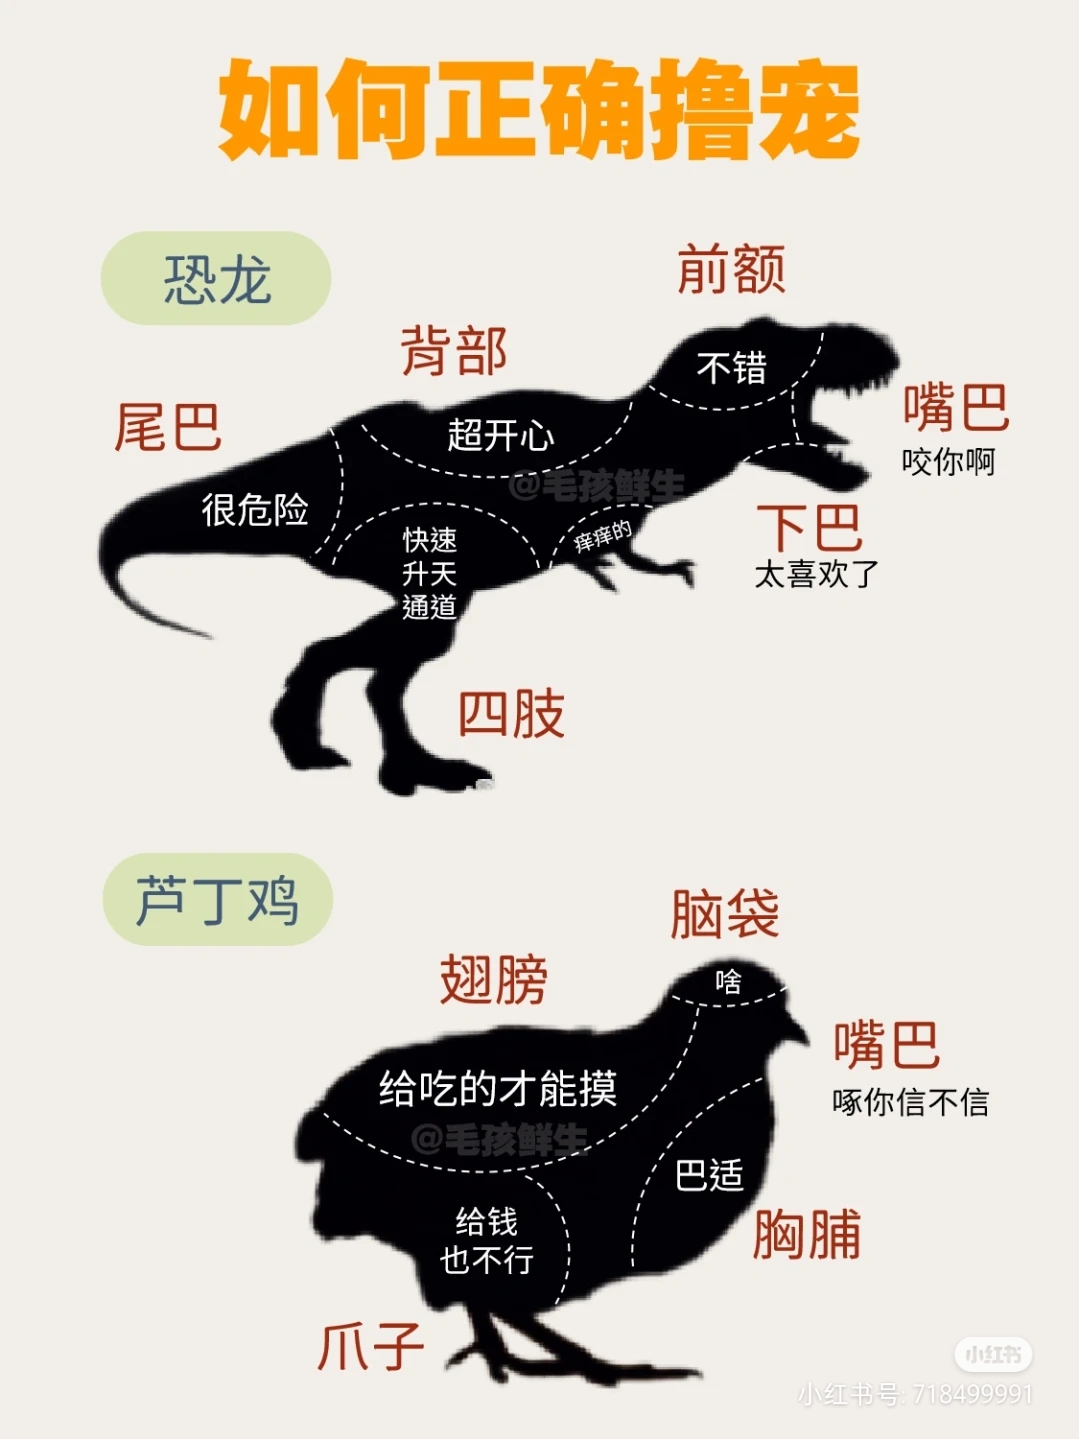 如何正确撸宠
恐龙
前额
背部
不错
尾巴
嘴巴
超开心
咬你啊
@毛孩鲜生
很危险
下巴
痒痒的
快速
升天
通道
太喜欢了
四肢
芦丁鸡
脑袋
翅膀
啥
嘴巴
给吃的才能摸
啄你信不信
@毛孩鲜生
巴适
给钱
也不行
胸脯
爪子
小红书
小红书号: 718499991